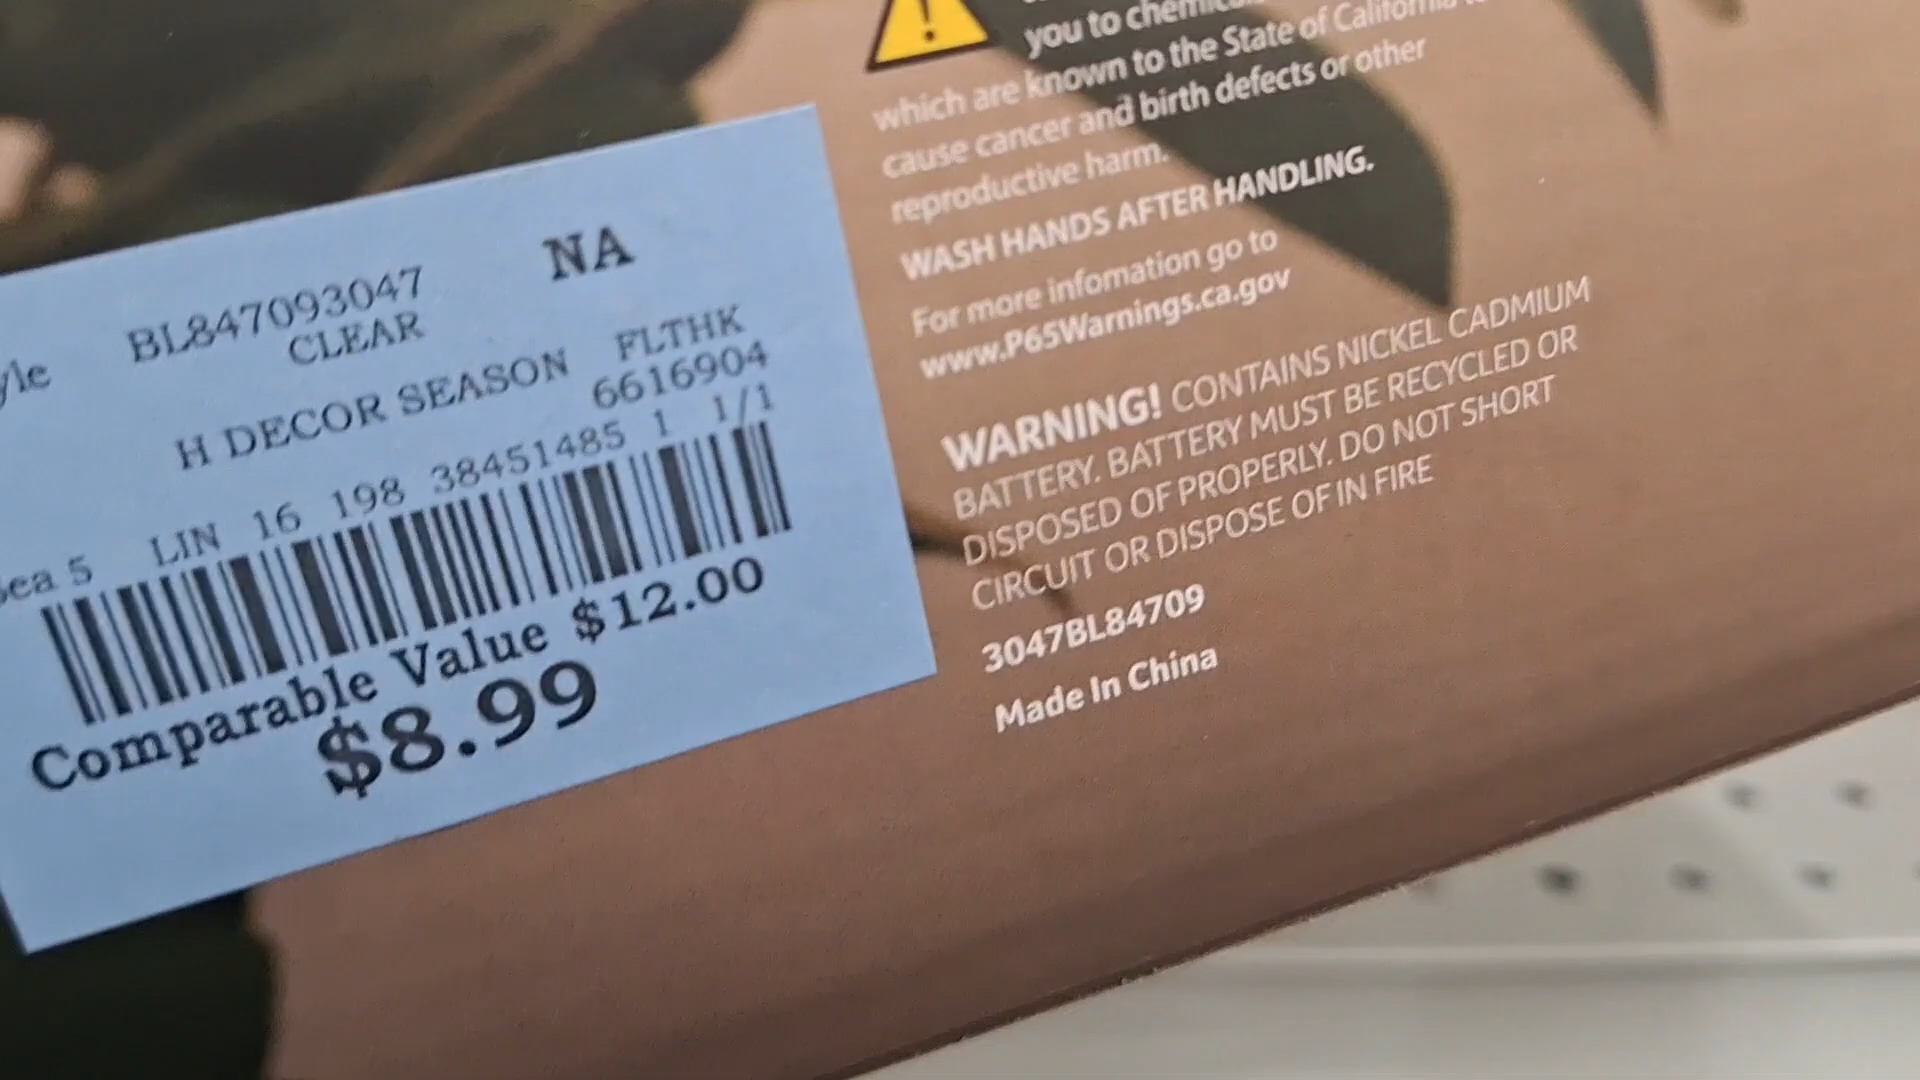 BL847093047 NA
CLEAR
H DECOR SEASON FLTHK
6616904
5 LIN 16 198 38451485 1 1/1
Comparable Value $12.00
$8.99
you to
which are known to the State of California
cause cancer and birth defects or other
reproductive harm.
WASH HANDS AFTER HANDLING.
For more infomation go to
www.P65Warnings.ca.gov
WARNING! CONTAINS NICKEL CADMIUM
BATTERY. BATTERY MUST BE RECYCLED OR
DISPOSED OF PROPERLY. DO NOT SHORT
CIRCUIT OR DISPOSE OF IN FIRE
3047BL84709
Made In China